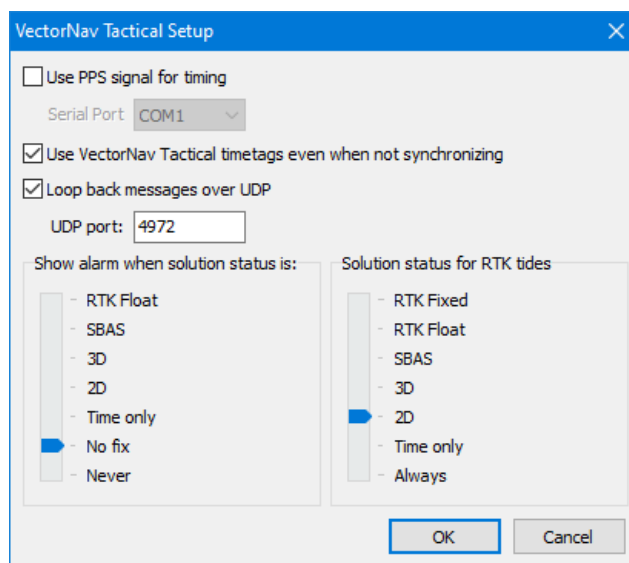 VectorNav Tactical Setup
Use PPS signal for timing
Serial Port COM1
Use VectorNav Tactical timetags even when not synchronizing
Loop back messages over UDP
UDP port: 4972
Show alarm when solution status is:
RTK Float
SBAS
3D
2D
Time only
No fix
Never
Solution status for RTK tides
RTK Fixed
RTK Float
SBAS
3D
2D
Time only
Always
OK
Cancel